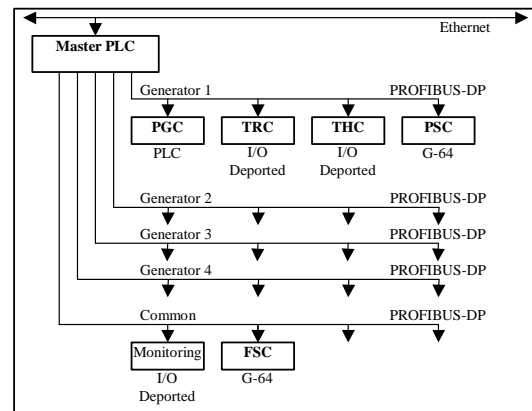 Ethernet
Master PLC
Generator 1 PROFIBUS-DP
PGC TRC THC PSC
PLC I/O I/O G-64
Deported Deported
Generator 2 PROFIBUS-DP
Generator 3 PROFIBUS-DP
Generator 4 PROFIBUS-DP
Common PROFIBUS-DP
Monitoring FSC
I/O G-64
Deported